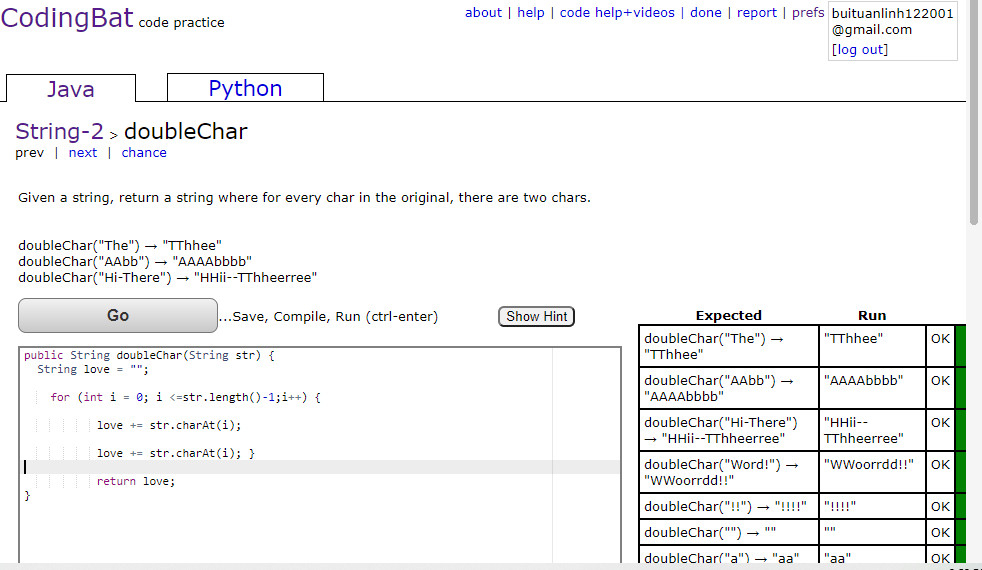 CodingBat code practice
about | help | code help+videos | done | report | prefs
buituanlinh122001
@gmail.com
[log out]
Java
Python
String-2 > doubleChar
prev | next | chance
Given a string, return a string where for every char in the original, there are two chars.
doubleChar("The") → "TThhee"
doubleChar("AAbb") → "AAAAbbbb"
doubleChar("Hi-There") → "HHii--TThheerree"
Go ...Save, Compile, Run (ctrl-enter) Show Hint
public String doubleChar(String str) {
String love = "";
for (int i = 0; i <=str.length()-1;i++) {
love += str.charAt(i);
love += str.charAt(i); }
return love;
}
Expected Run
doubleChar("The") → "TThhee" OK
"TThhee"
doubleChar("AAbb") → "AAAAbbbb" OK
"AAAAbbbb"
doubleChar("Hi-There") "HHii-- OK
→ "HHii--TThheerree" TThheerree"
doubleChar("Word!") → "WWoorrdd!!" OK
"WWoorrdd!!"
doubleChar("!!") → "!!!!" "!!!!" OK
doubleChar("") → "" "" OK
doubleChar("a") → "aa" "aa" OK